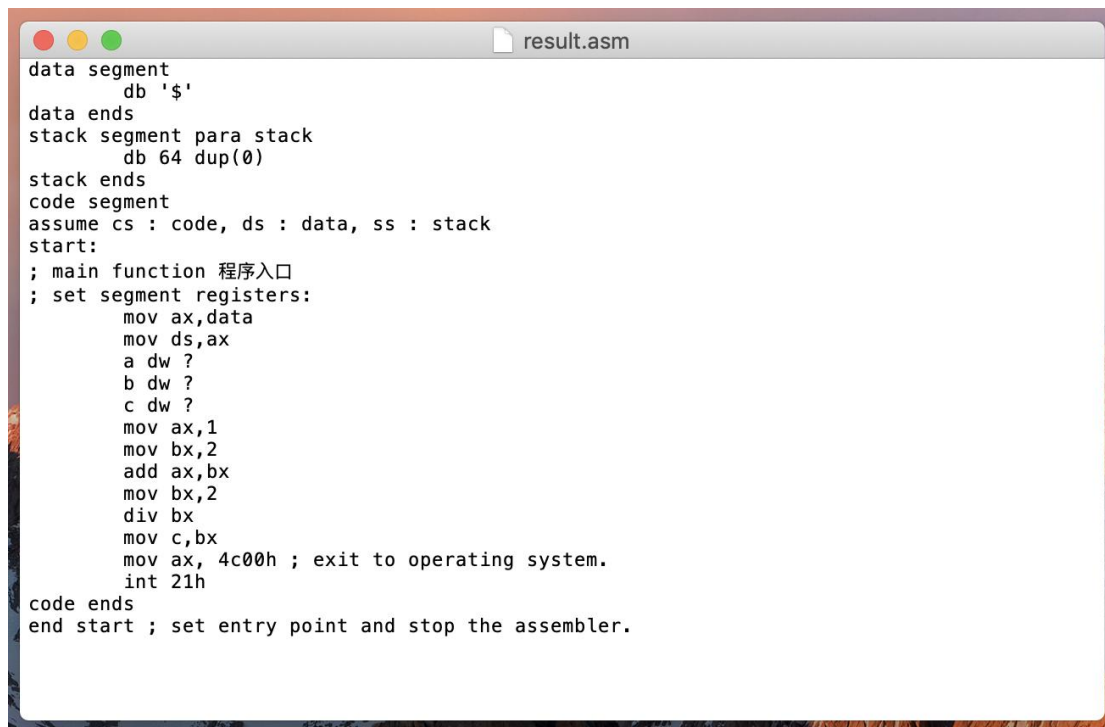 result.asm
data segment
        db '$'
data ends
stack segment para stack
        db 64 dup(0)
stack ends
code segment
assume cs : code, ds : data, ss : stack
start:
; main function 程序入口
; set segment registers:
        mov ax,data
        mov ds,ax
        a dw ?
        b dw ?
        c dw ?
        mov ax,1
        mov bx,2
        add ax,bx
        mov bx,2
        div bx
        mov c,bx
        mov ax, 4c00h ; exit to operating system.
        int 21h
code ends
end start ; set entry point and stop the assembler.